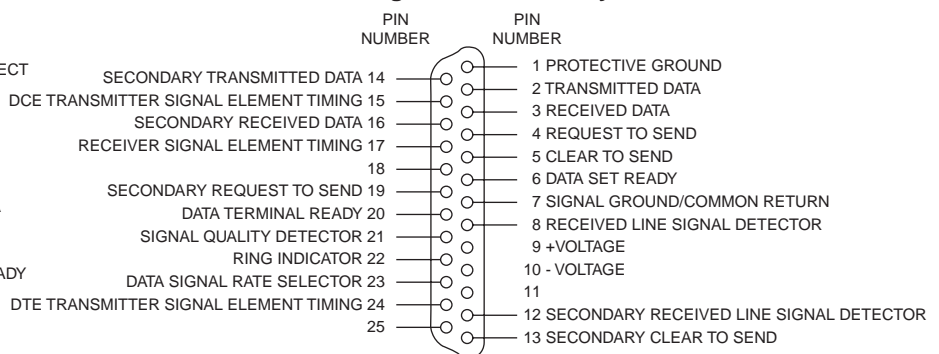 PIN
NUMBER
PIN
NUMBER
ECT
SECONDARY TRANSMITTED DATA 14
DCE TRANSMITTER SIGNAL ELEMENT TIMING 15
SECONDARY RECEIVED DATA 16
RECEIVER SIGNAL ELEMENT TIMING 17
18
SECONDARY REQUEST TO SEND 19
DATA TERMINAL READY 20
SIGNAL QUALITY DETECTOR 21
RING INDICATOR 22
ADY
DATA SIGNAL RATE SELECTOR 23
DTE TRANSMITTER SIGNAL ELEMENT TIMING 24
25
1 PROTECTIVE GROUND
2 TRANSMITTED DATA
3 RECEIVED DATA
4 REQUEST TO SEND
5 CLEAR TO SEND
6 DATA SET READY
7 SIGNAL GROUND/COMMON RETURN
8 RECEIVED LINE SIGNAL DETECTOR
9 +VOLTAGE
10 - VOLTAGE
11
12 SECONDARY RECEIVED LINE SIGNAL DETECTOR
13 SECONDARY CLEAR TO SEND